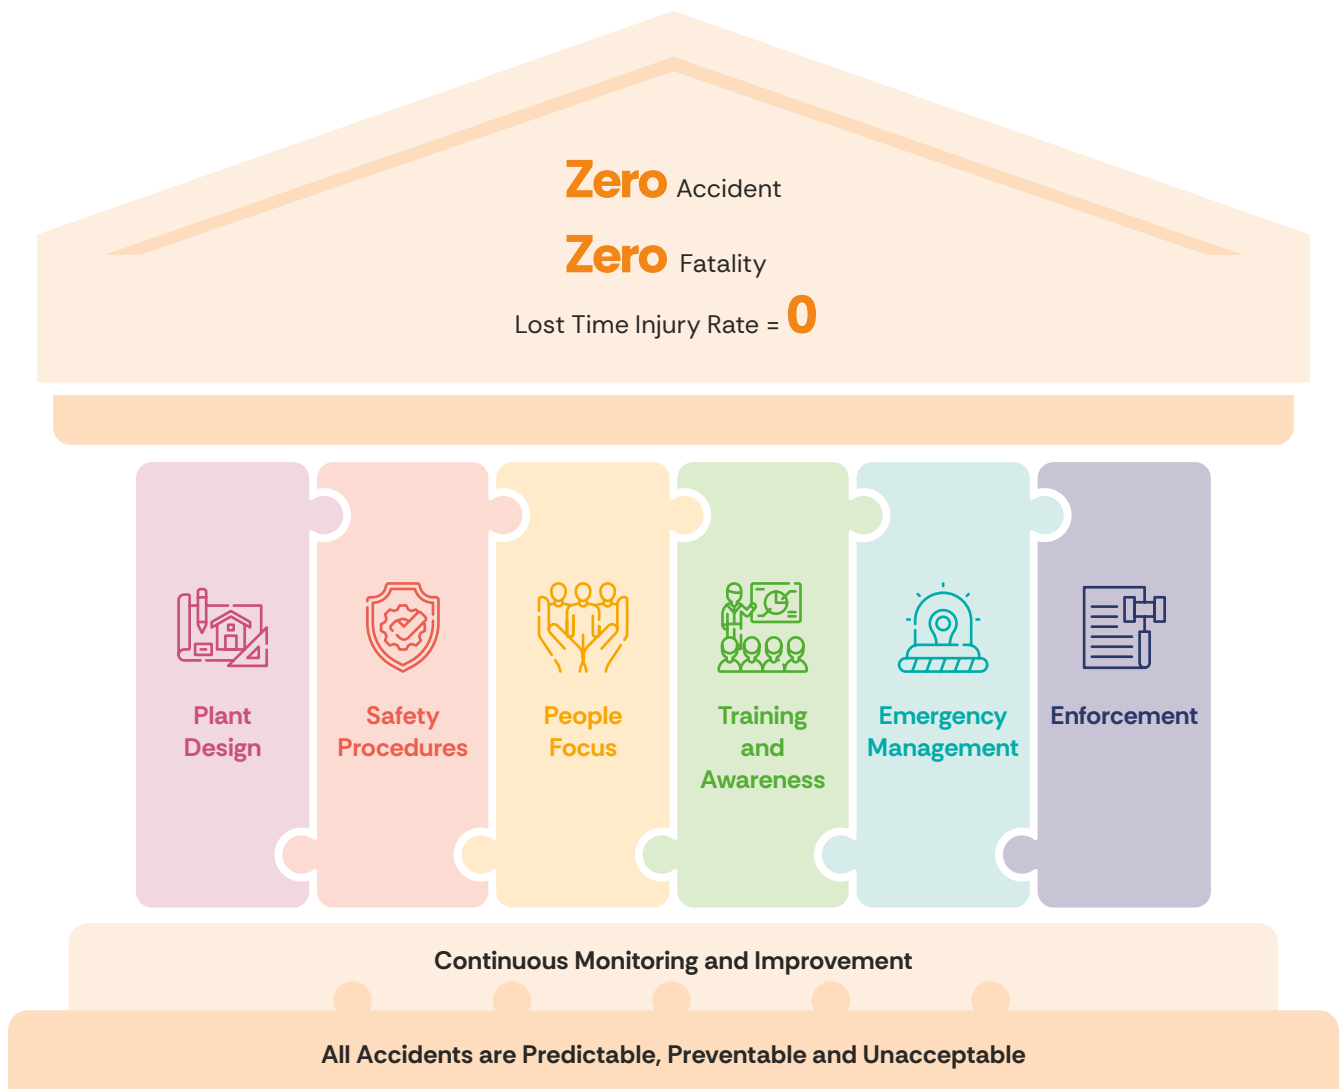 Zero Accident
Zero Fatality
Lost Time Injury Rate = 0
Plant
Design
Safety
Procedures
People
Focus
Training
and
Awareness
Emergency
Management
Enforcement
Continuous Monitoring and Improvement
All Accidents are Predictable, Preventable and Unacceptable